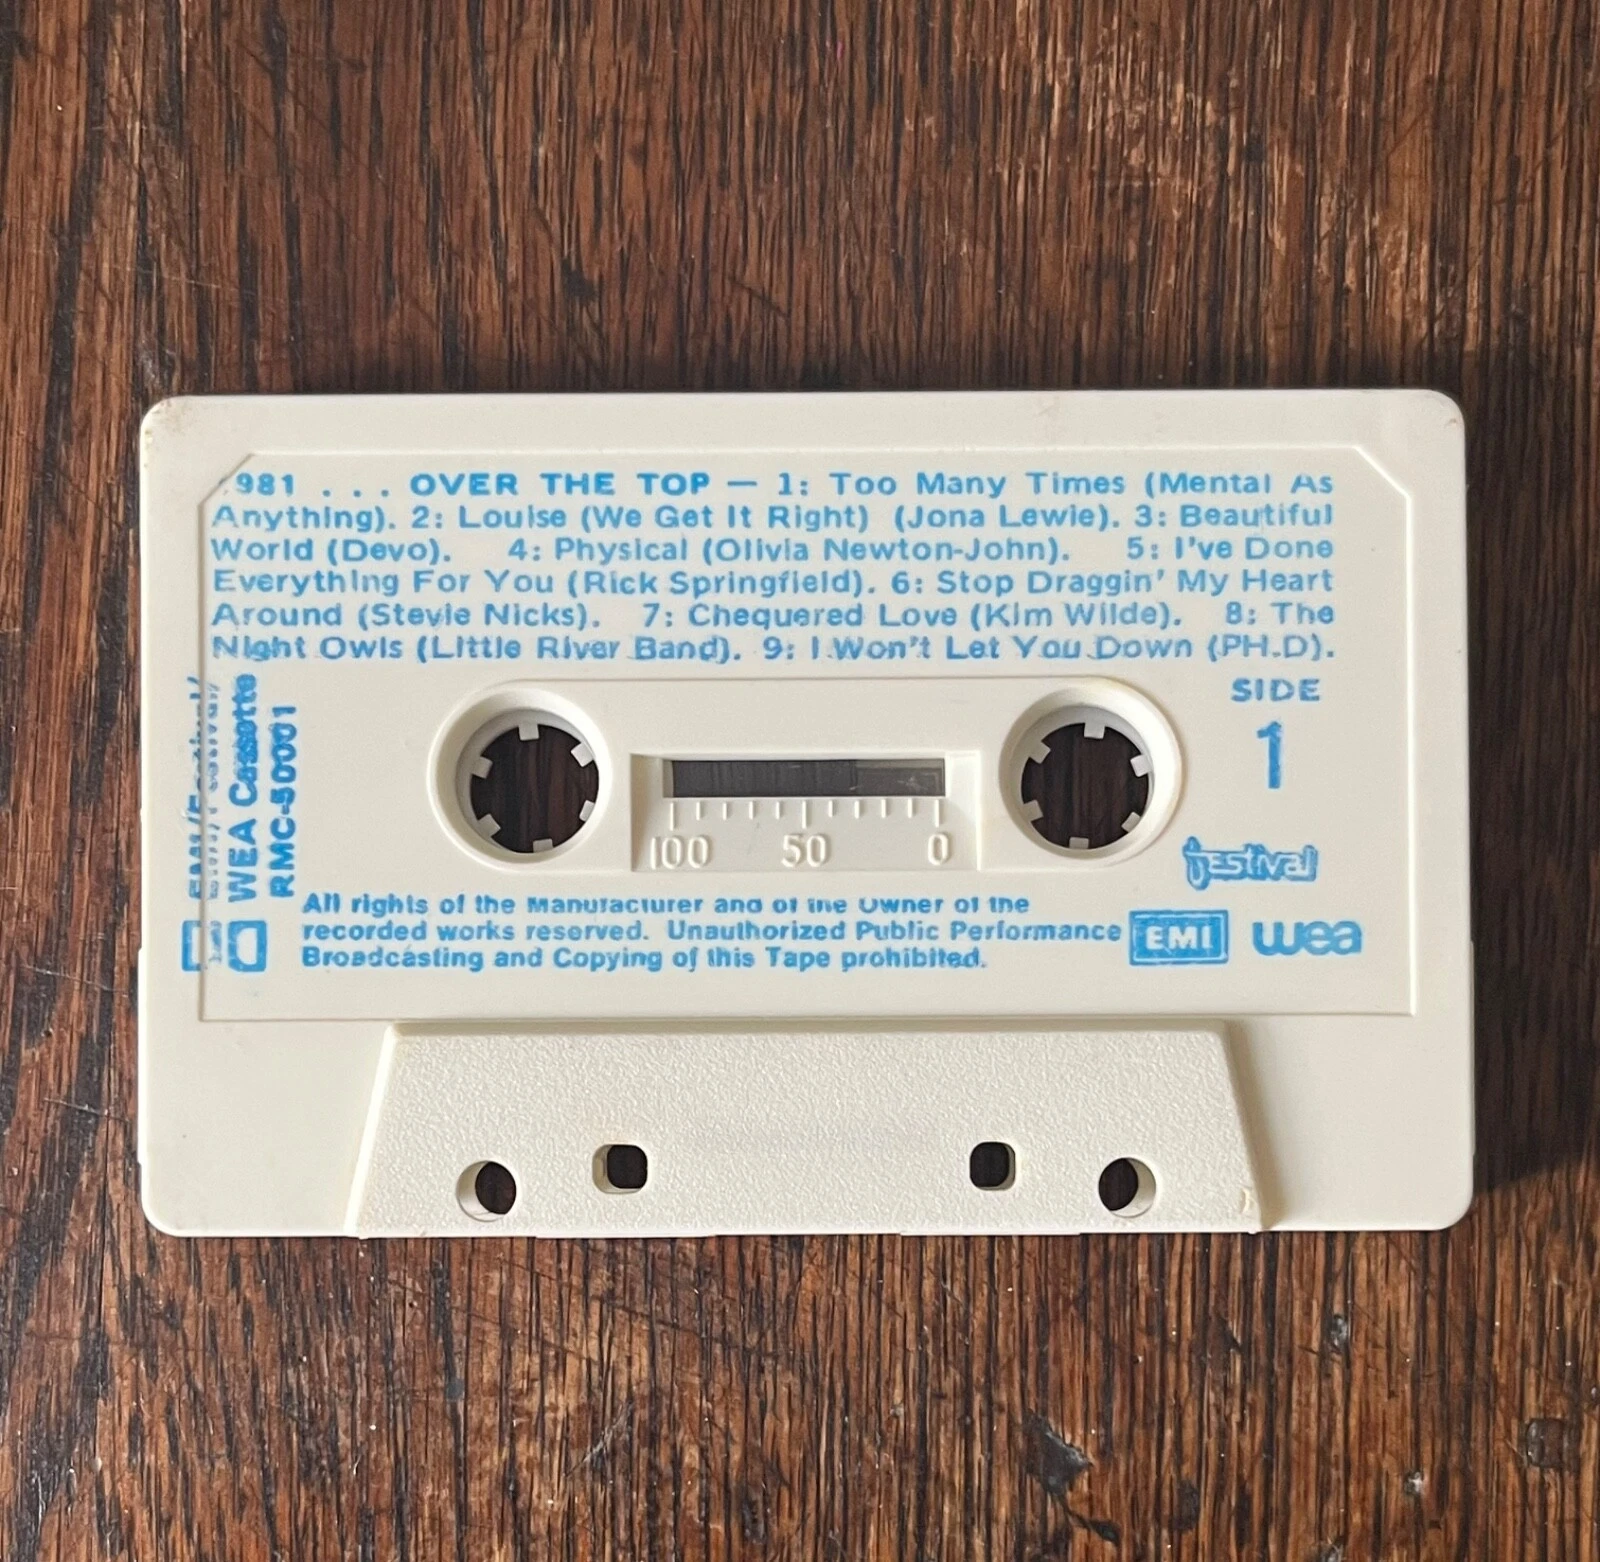 1981 . . . OVER THE TOP — 1: Too Many Times (Mental As
Anything). 2: Louise (We Get It Right) (Jona Lewie). 3: Beautiful
World (Devo). 4: Physical (Olivia Newton-John). 5: I've Done
Everything For You (Rick Springfield). 6: Stop Draggin' My Heart
Around (Stevie Nicks). 7: Chequered Love (Kim Wilde). 8: The
Night Owls (Little River Band). 9: I Won't Let You Down (PH.D).
SIDE
1
EMI/Festival/
WEA Cassette
RMC-50001
100 50 0
festival
All rights of the Manufacturer and of the Owner of the
recorded works reserved. Unauthorized Public Performance
Broadcasting and Copying of this Tape prohibited.
EMI
wea